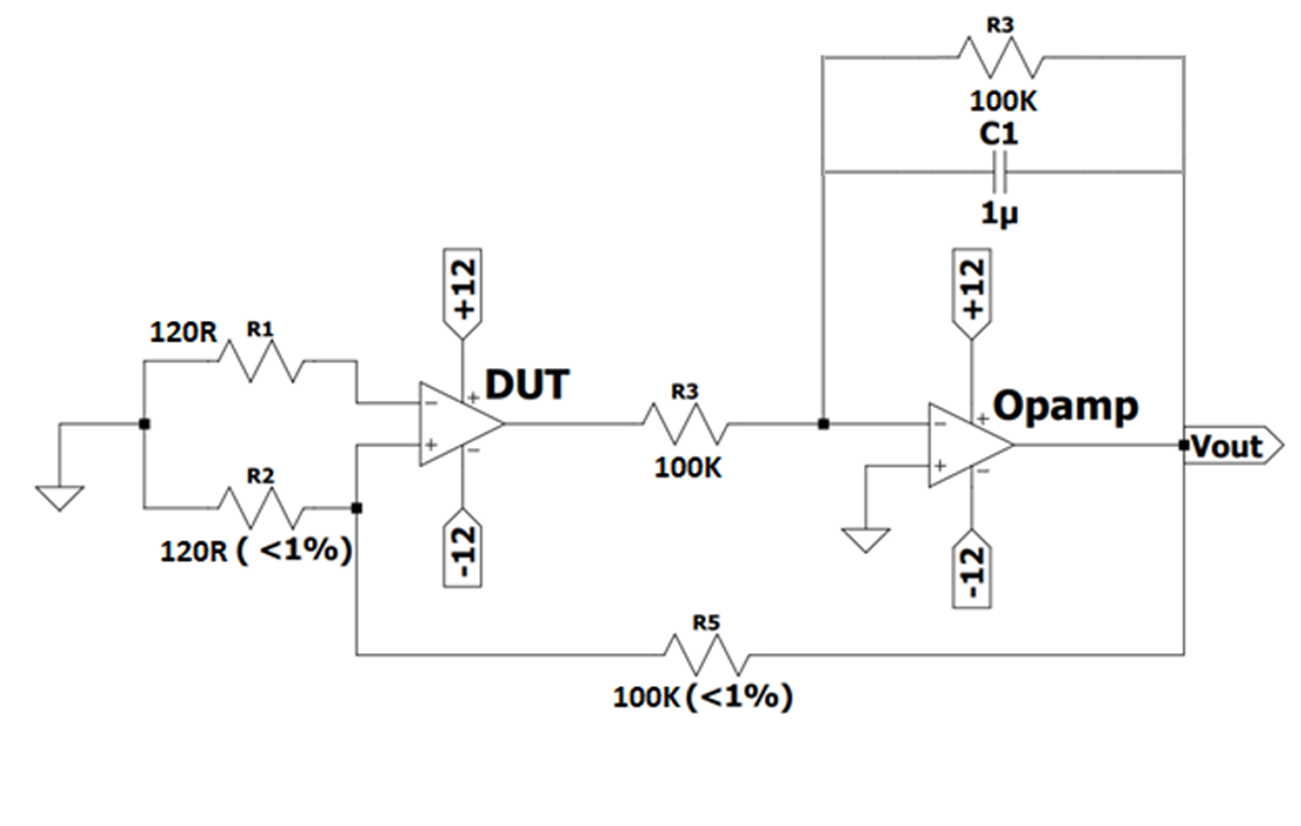 R3
100K
C1
1µ
+12
+12
120R R1
DUT
R3
Opamp
- + - +
+ - + -
Vout
100K
R2
120R ( <1%)
-12
-12
R5
100K (<1%)